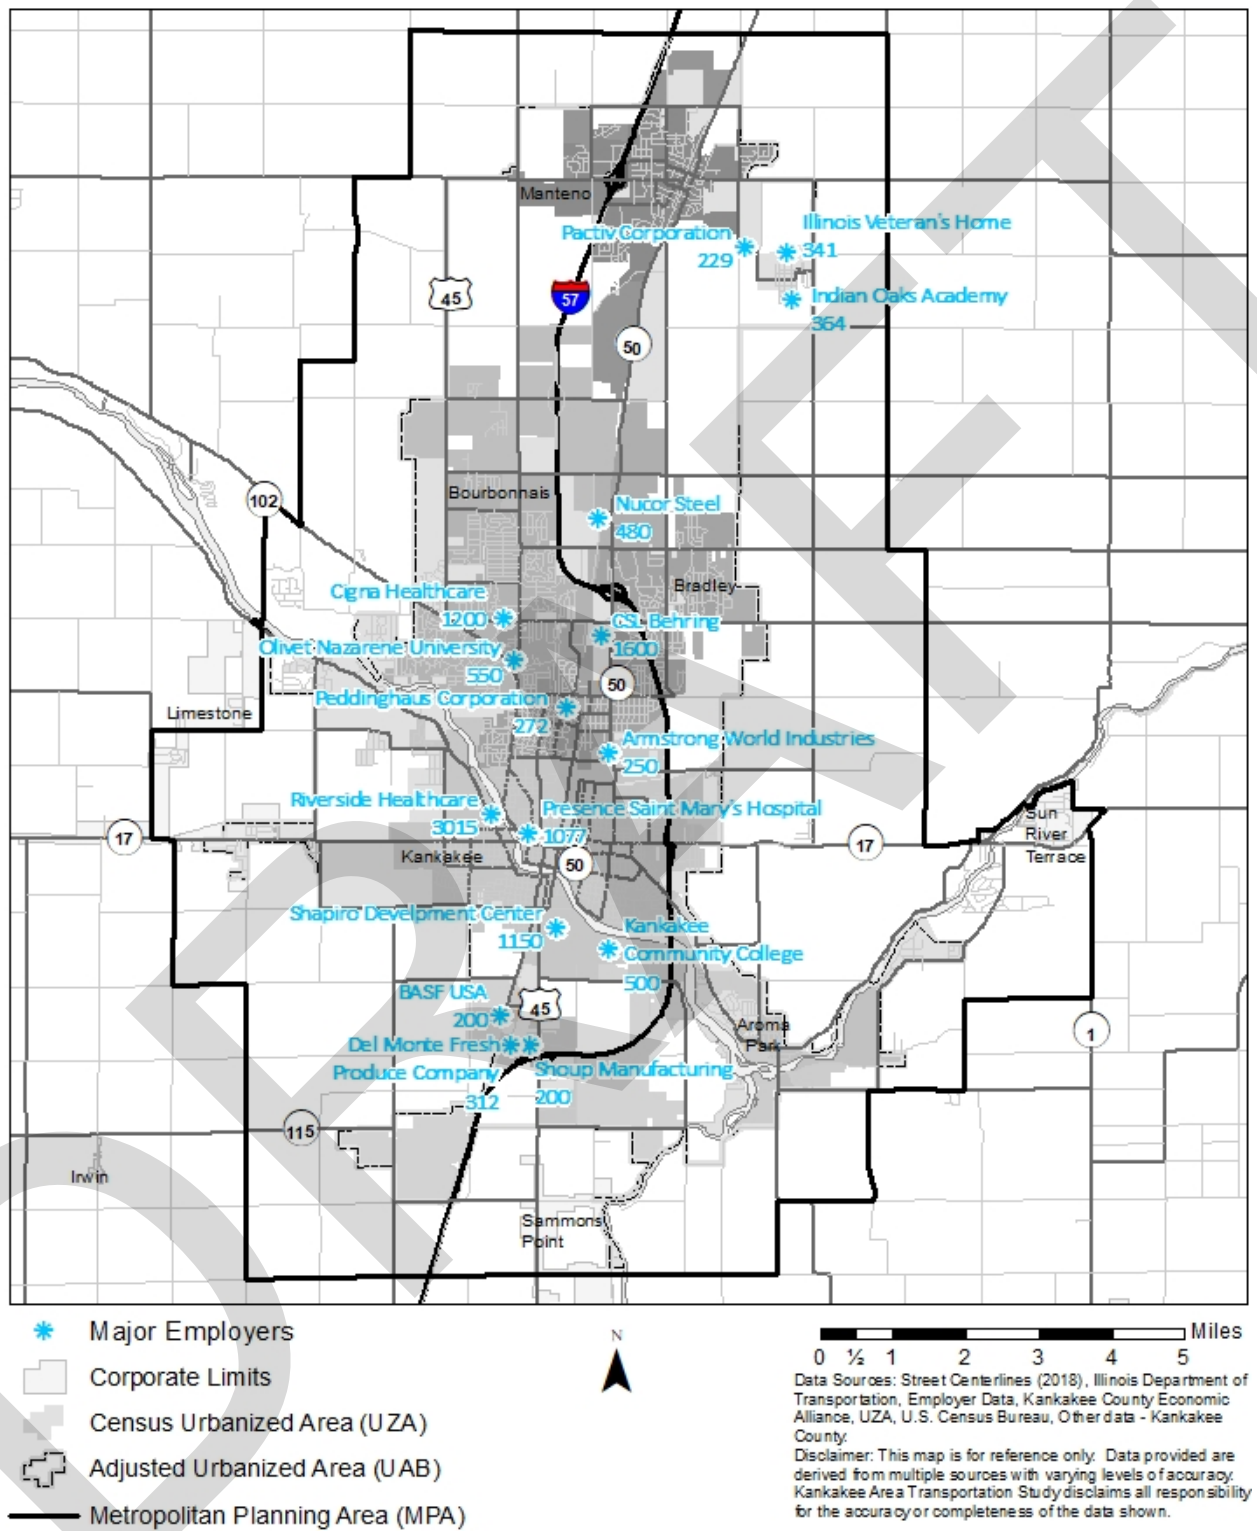 Manteno
Pactiv Corporation
229
Illinois Veteran's Home
341
Indian Oaks Academy
364
45
57
50
102
Bourbonnais
Nucor Steel
480
Bradley
Cigna Healthcare
1200
CSL Behring
1600
Olivet Nazarene University
550
50
Peddinghaus Corporation
272
Limestone
Armstrong World Industries
250
Riverside Healthcare
3015
Presence Saint Mary's Hospital
1077
17
Kankakee
50
17
Sun
River
Terrace
Shapiro Develpment Center
1150
Kankakee
Community College
500
BASF USA
200
45
Aroma
Park
1
Del Monte Fresh
Produce Company
312
Shoup Manufacturing
200
115
Irwin
Sammons
Point
DRAFT
Major Employers
Corporate Limits
Census Urbanized Area (UZA)
Adjusted Urbanized Area (UAB)
Metropolitan Planning Area (MPA)
N
Miles
0 ½ 1 2 3 4 5
Data Sources: Street Centerlines (2018), Illinois Department of
Transportation, Employer Data, Kankakee County Economic
Alliance, UZA, U.S. Census Bureau, Other data - Kankakee
County.
Disclaimer: This map is for reference only. Data provided are
derived from multiple sources with varying levels of accuracy.
Kankakee Area Transportation Study disclaims all responsibility
for the accuracy or completeness of the data shown.